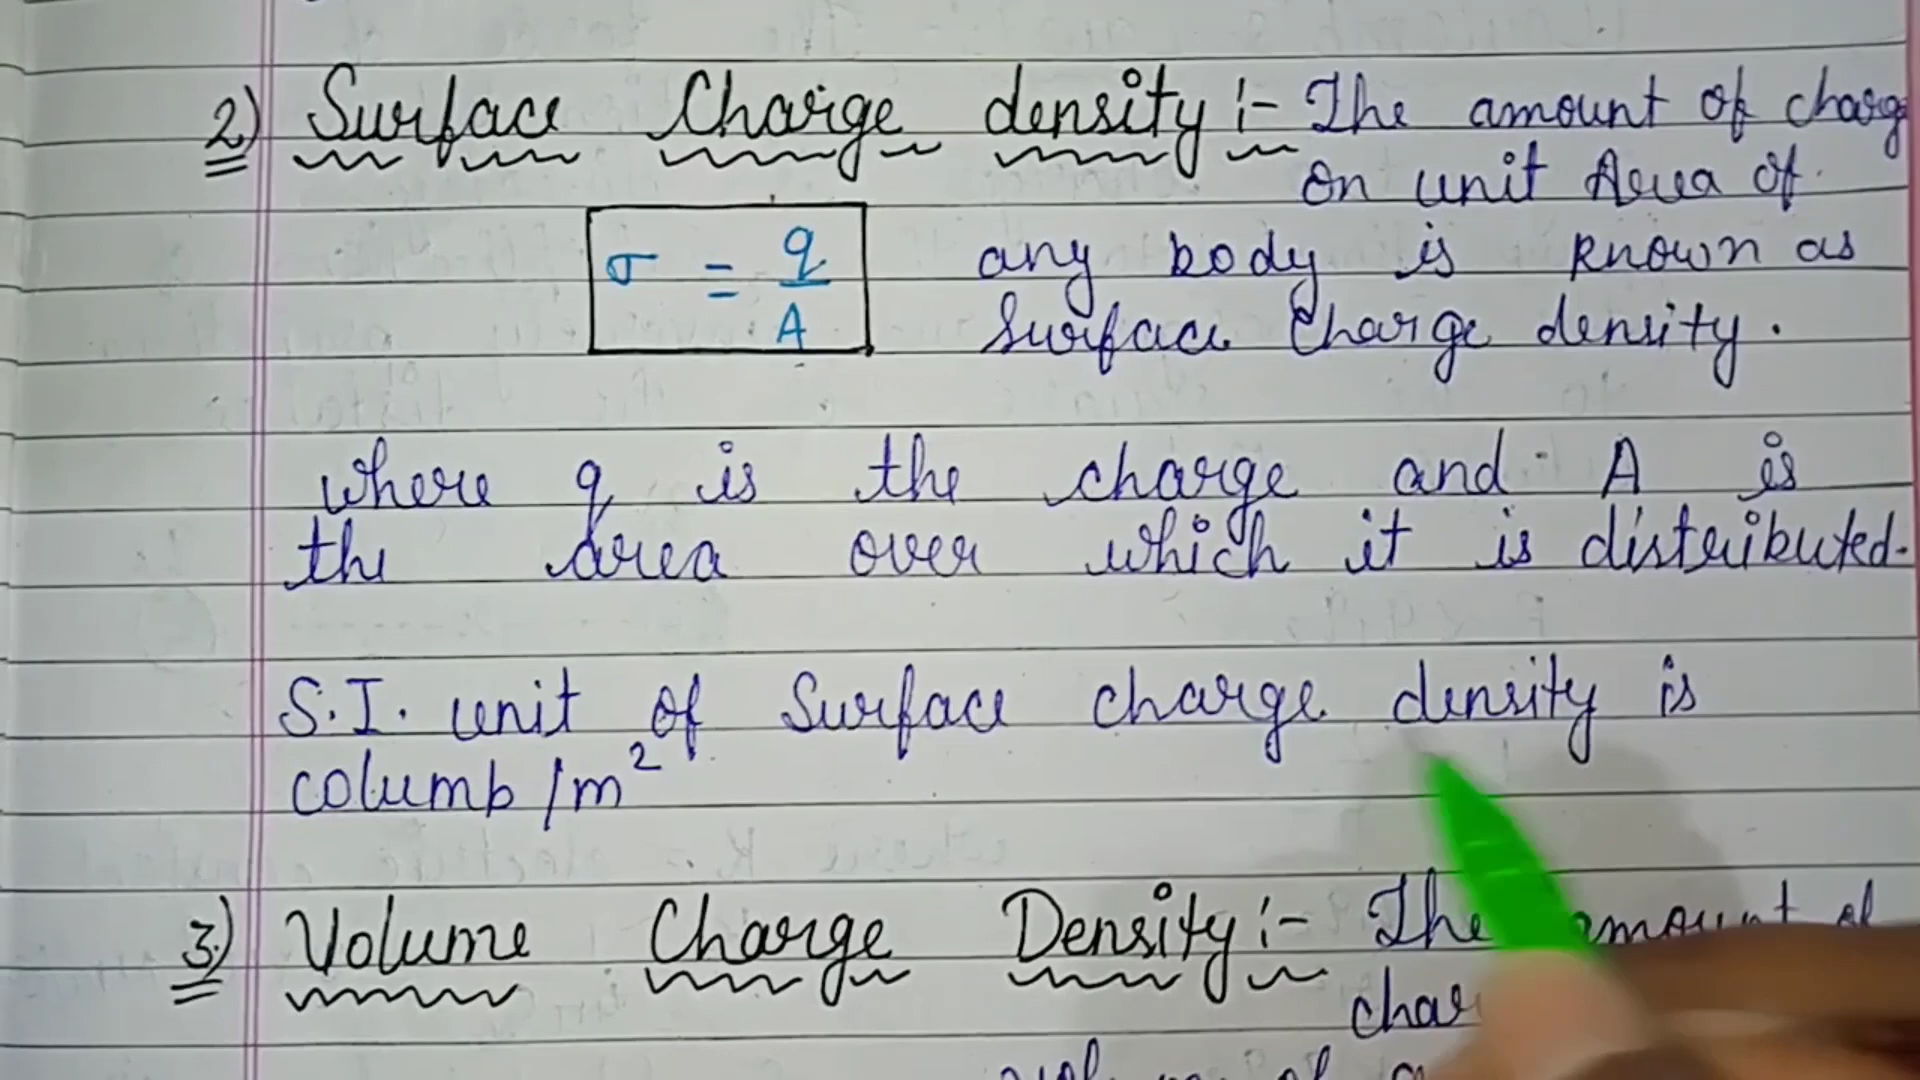 2) Surface Charge density :- The amount of charg
on unit Area of
σ = q/A
any body is known as
Surface Charge density.
where q is the charge and A is
the area over which it is distributed.
S.I. unit of Surface charge density is
columb/m²
3) Volume Charge Density :- The amount of
char